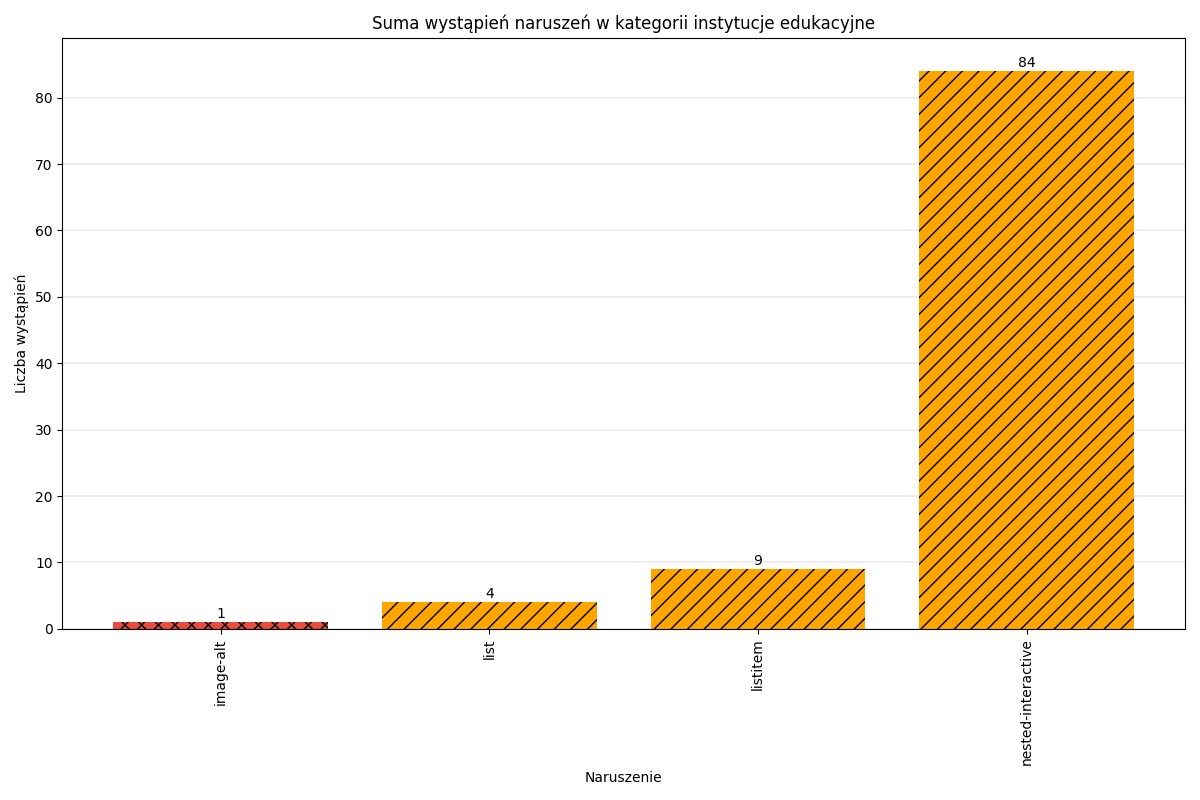 Suma wystąpień naruszeń w kategorii instytucje edukacyjne
Liczba wystąpień
80
70
60
50
40
30
20
10
0
1
4
9
84
image-alt
list
listitem
nested-interactive
Naruszenie